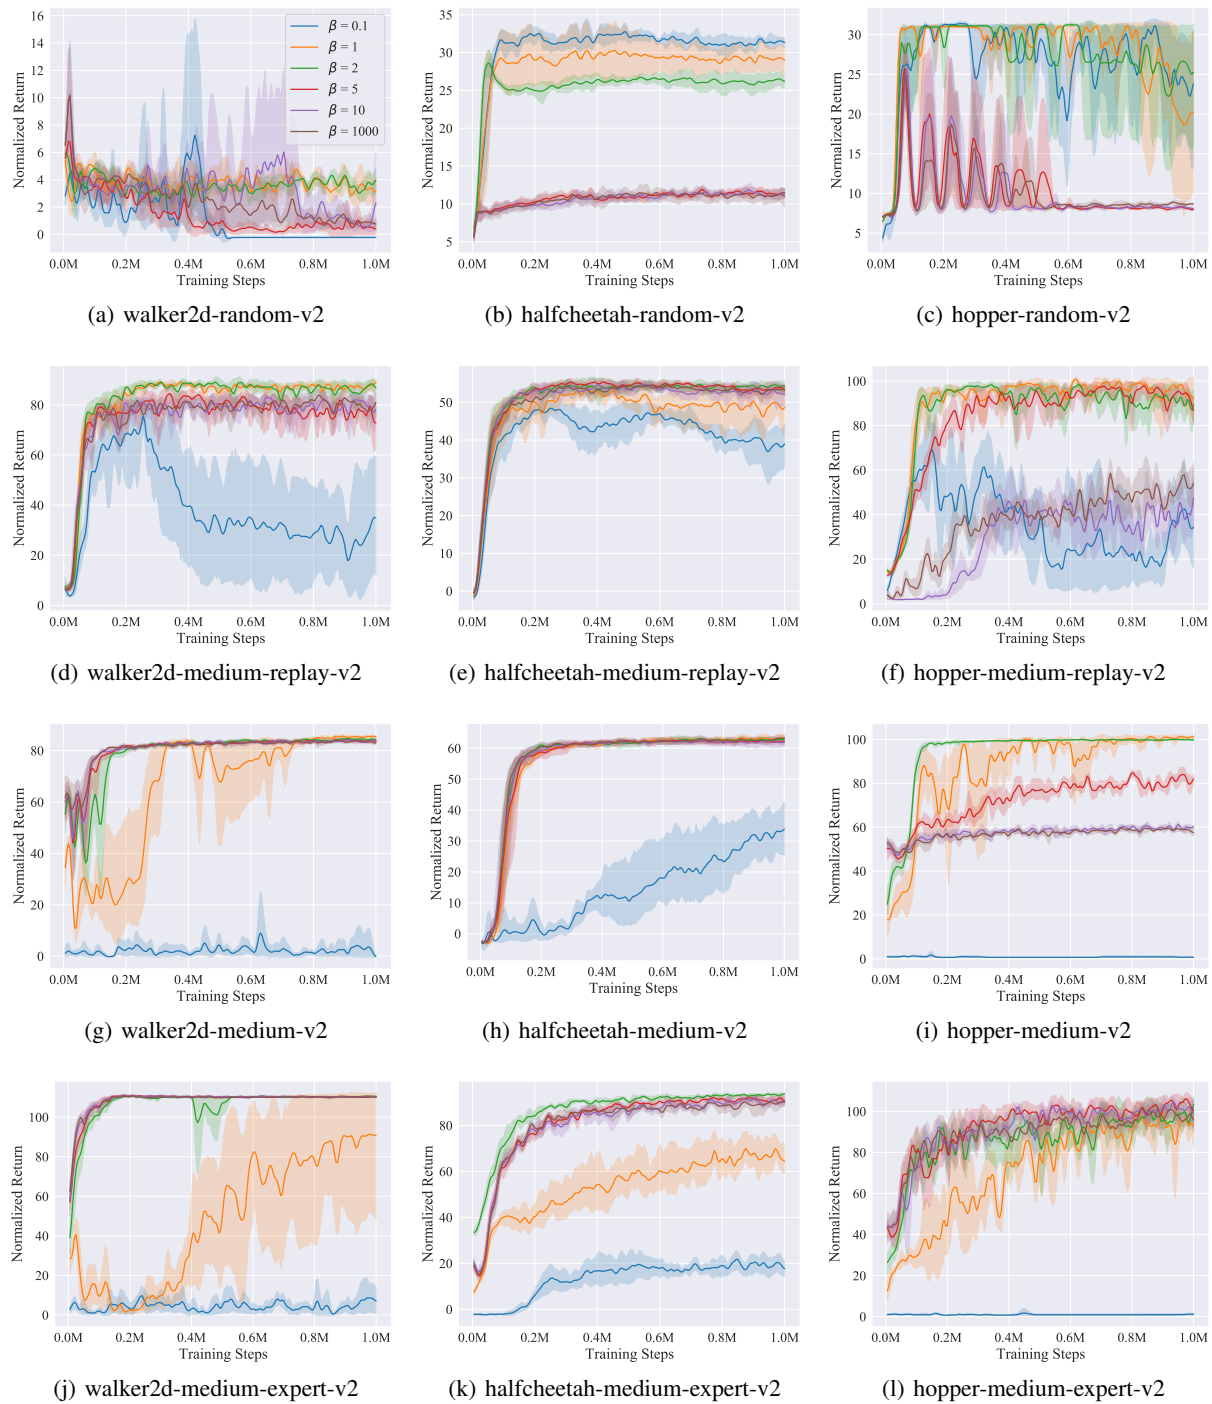 16
14
12
10
8
6
4
2
0
Normalized Return
β = 0.1
β = 1
β = 2
β = 5
β = 10
β = 1000
0.0M 0.2M 0.4M 0.6M 0.8M 1.0M
Training Steps
(a) walker2d-random-v2
35
30
25
20
15
10
5
Normalized Return
0.0M 0.2M 0.4M 0.6M 0.8M 1.0M
Training Steps
(b) halfcheetah-random-v2
30
25
20
15
10
5
Normalized Return
0.0M 0.2M 0.4M 0.6M 0.8M 1.0M
Training Steps
(c) hopper-random-v2
80
60
40
20
0
Normalized Return
0.0M 0.2M 0.4M 0.6M 0.8M 1.0M
Training Steps
(d) walker2d-medium-replay-v2
50
40
30
20
10
0
Normalized Return
0.0M 0.2M 0.4M 0.6M 0.8M 1.0M
Training Steps
(e) halfcheetah-medium-replay-v2
100
80
60
40
20
0
Normalized Return
0.0M 0.2M 0.4M 0.6M 0.8M 1.0M
Training Steps
(f) hopper-medium-replay-v2
80
60
40
20
0
Normalized Return
0.0M 0.2M 0.4M 0.6M 0.8M 1.0M
Training Steps
(g) walker2d-medium-v2
60
50
40
30
20
10
0
Normalized Return
0.0M 0.2M 0.4M 0.6M 0.8M 1.0M
Training Steps
(h) halfcheetah-medium-v2
100
80
60
40
20
0
Normalized Return
0.0M 0.2M 0.4M 0.6M 0.8M 1.0M
Training Steps
(i) hopper-medium-v2
100
80
60
40
20
0
Normalized Return
0.0M 0.2M 0.4M 0.6M 0.8M 1.0M
Training Steps
(j) walker2d-medium-expert-v2
80
60
40
20
0
Normalized Return
0.0M 0.2M 0.4M 0.6M 0.8M 1.0M
Training Steps
(k) halfcheetah-medium-expert-v2
100
80
60
40
20
0
Normalized Return
0.0M 0.2M 0.4M 0.6M 0.8M 1.0M
Training Steps
(l) hopper-medium-expert-v2